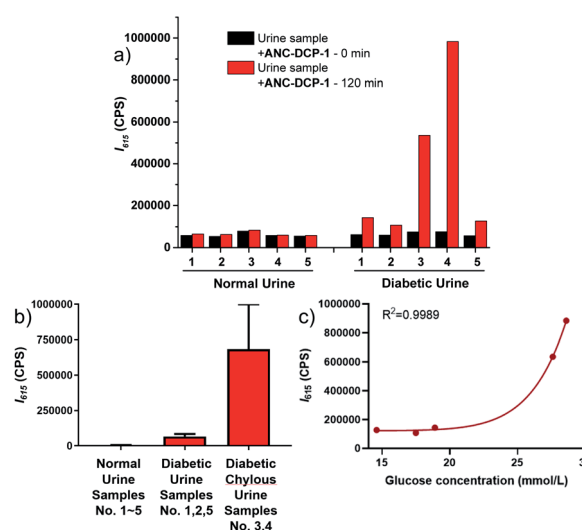 a)
Urine sample
+ANC-DCP-1 - 0 min
Urine sample
+ANC-DCP-1 - 120 min
I615 (CPS)
1000000
800000
600000
400000
200000
0
1 2 3 4 5 1 2 3 4 5
Normal Urine Diabetic Urine
b)
I615 (CPS)
1000000
750000
500000
250000
0
Normal
Urine
Samples
No. 1~5
Diabetic
Urine
Samples
No. 1,2,5
Diabetic
Chylous
Urine
Samples
No. 3,4
c)
R²=0.9989
I615 (CPS)
1000000
800000
600000
400000
200000
0
15 20 25
Glucose concentration (mmol/L)